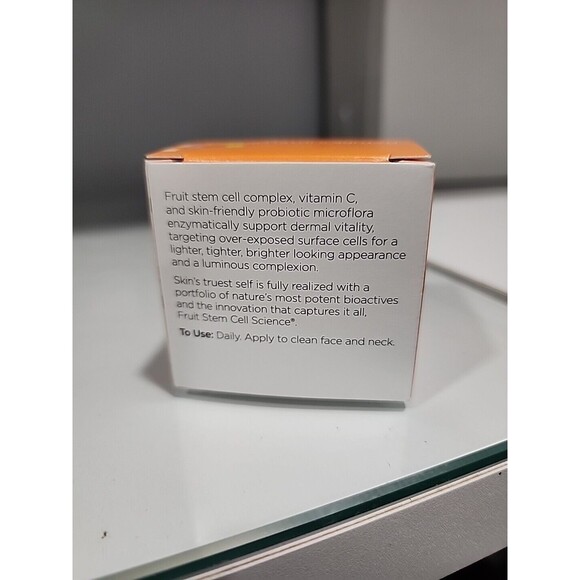 Fruit stem cell complex, vitamin C,
and skin-friendly probiotic microflora
enzymatically support dermal vitality,
targeting over-exposed surface cells for a
lighter, tighter, brighter looking appearance
and a luminous complexion.
Skin's truest self is fully realized with a
portfolio of nature's most potent bioactives
and the innovation that captures it all,
Fruit Stem Cell Science®.
To Use: Daily. Apply to clean face and neck.